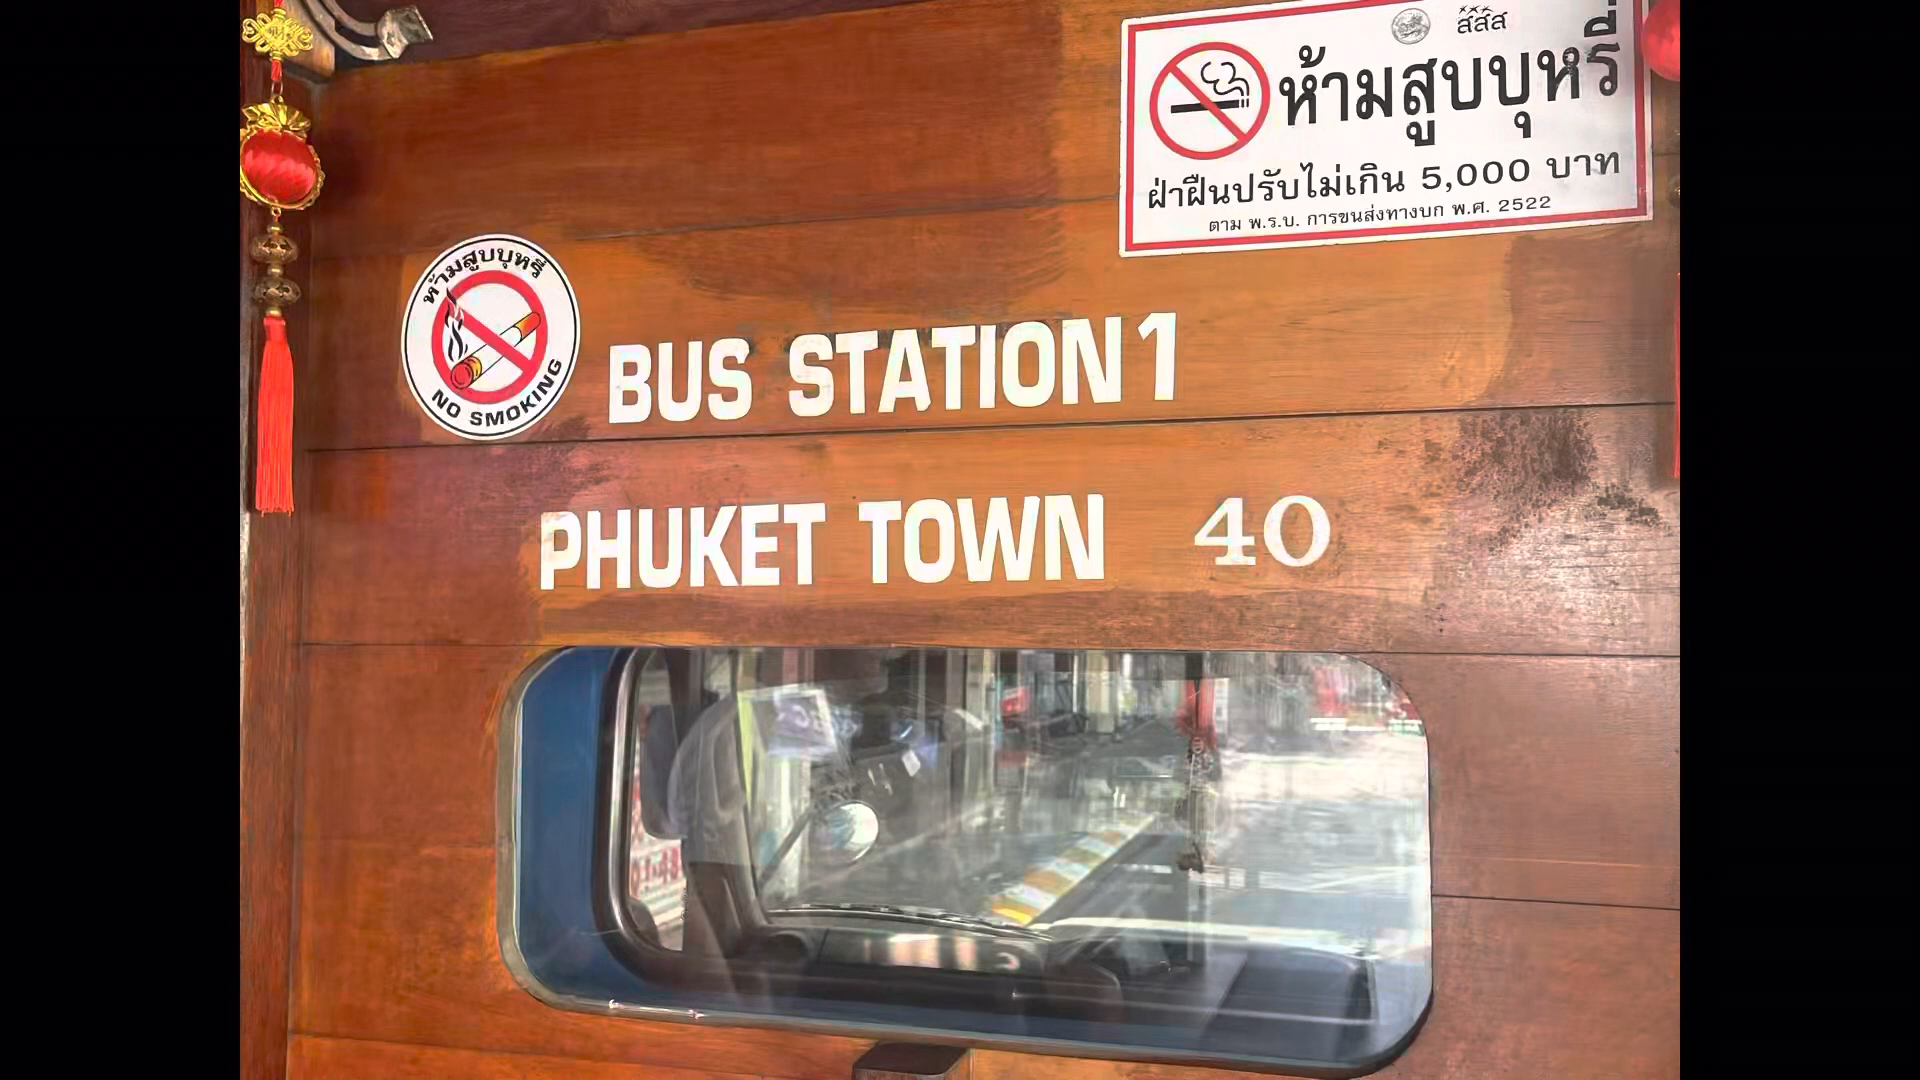 สสส
ห้ามสูบบุหรี่
ฝ่าฝืนปรับไม่เกิน 5,000 บาท
ตาม พ.ร.บ. การขนส่งทางบก พ.ศ. 2522
ห้ามสูบบุหรี่
NO SMOKING
BUS STATION 1
PHUKET TOWN 40